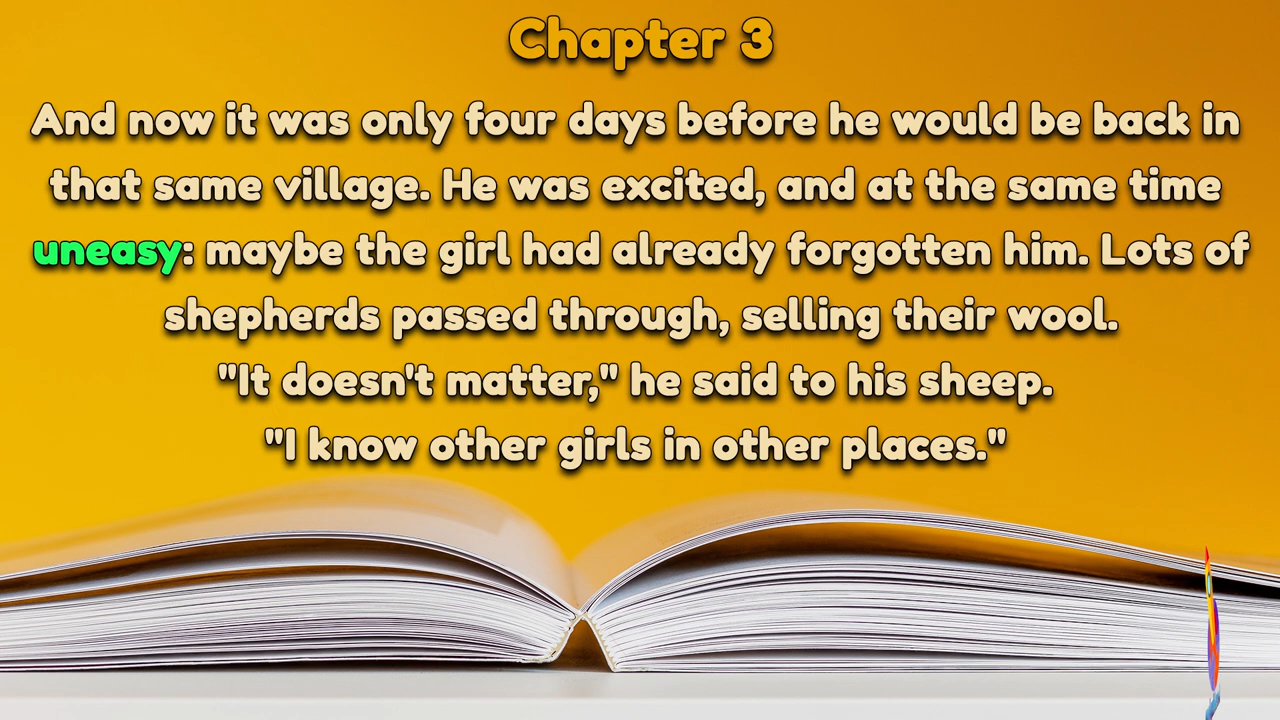 Chapter 3
And now it was only four days before he would be back in
that same village. He was excited, and at the same time
uneasy: maybe the girl had already forgotten him. Lots of
shepherds passed through, selling their wool.
"It doesn't matter," he said to his sheep.
"I know other girls in other places."